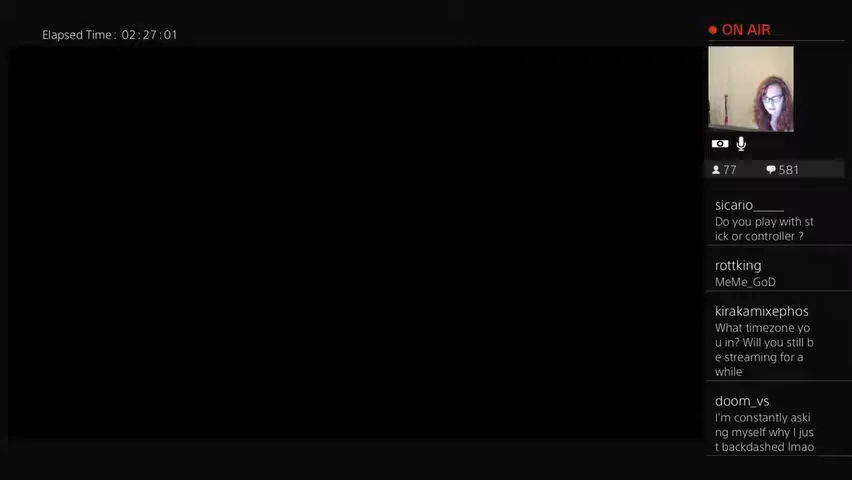 Elapsed Time: 02:27:01
ON AIR
77 581
sicario_____
Do you play with st
ick or controller ?
rottking
MeMe_GoD
kirakamixephos
What timezone yo
u in? Will you still b
e streaming for a
while
doom_vs
I'm constantly aski
ng myself why I jus
t backdashed lmao